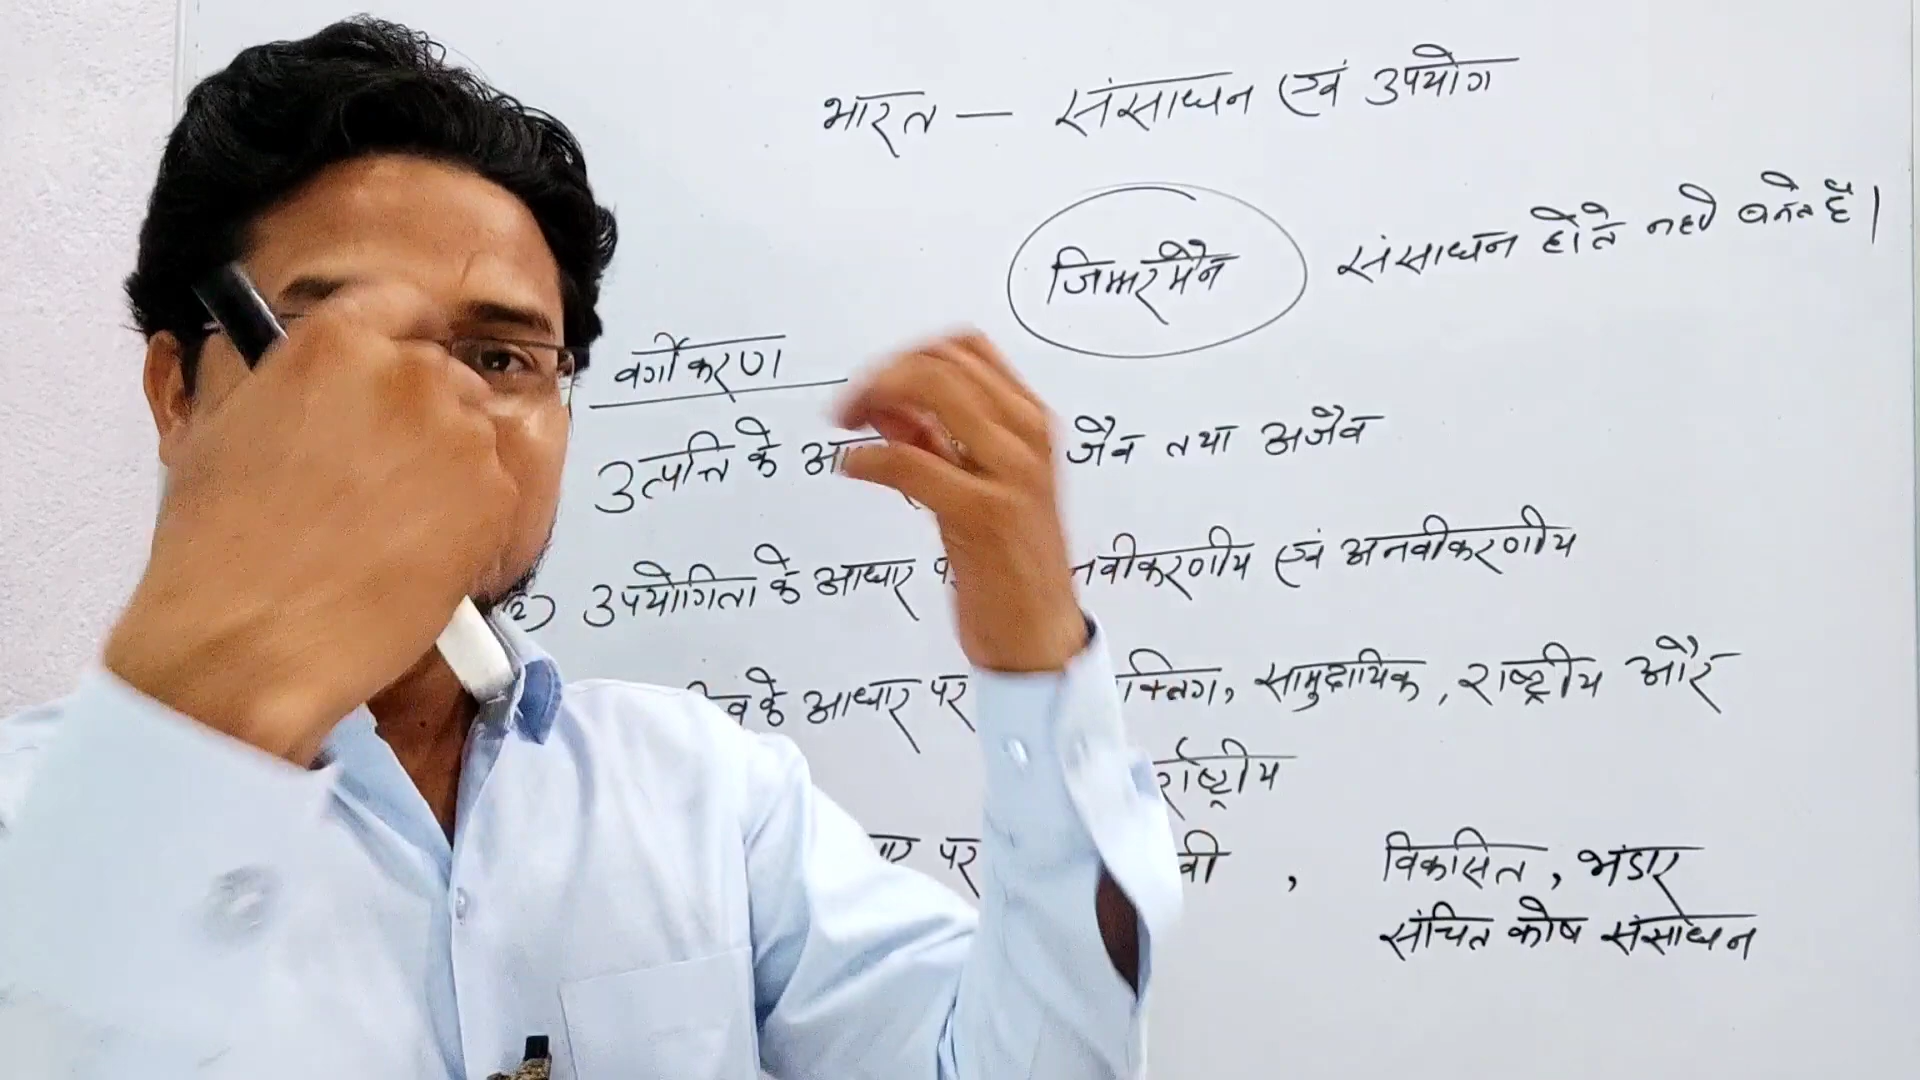 भारत — संसाधन एवं उपयोग
जिम्मरमैन संसाधन होते नही बनते है।
वर्गीकरण
उत्पत्ति के जैव तथा अजैव
(2) उपयोगिता के आधार नवीकरणीय एवं अनवीकरणीय
के आधार पर सामुदायिक, राष्ट्रीय और
पर , विकसित, भंडार
संचित कोष संसाधन